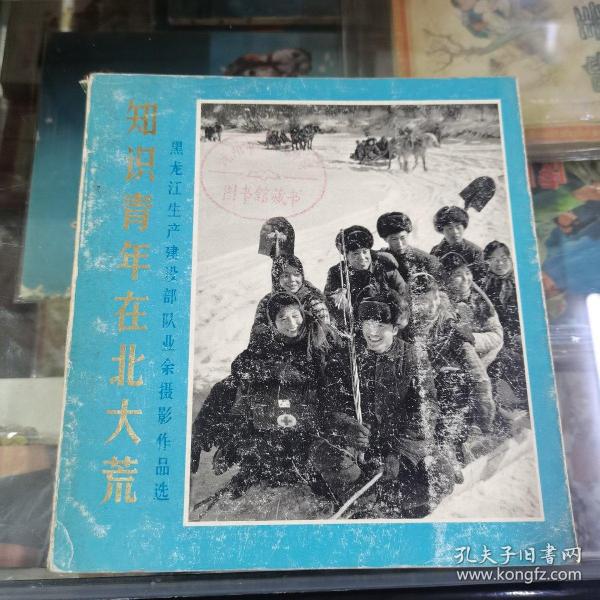 知识青年在北大荒
黑龙江生产建设部队业余摄影作品选
图书馆藏书
孔夫子旧书网
www.kongfz.com